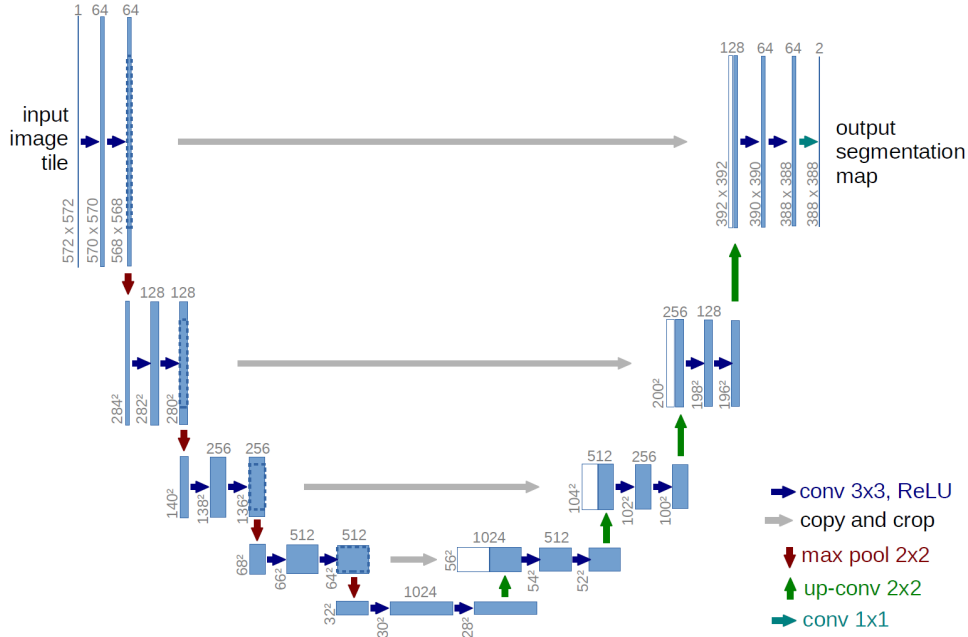 1 64 64
input
image
tile
572 x 572
570 x 570
568 x 568
128 64 64 2
output
segmentation
map
392 x 392
390 x 390
388 x 388
388 x 388
128 128
284²
282²
280²
256 128
200²
198²
196²
256 256
140²
138²
136²
512 256
104²
102²
100²
512 512
68²
66²
64²
1024 512
56²
54²
52²
1024
32²
30²
28²
conv 3x3, ReLU
copy and crop
max pool 2x2
up-conv 2x2
conv 1x1